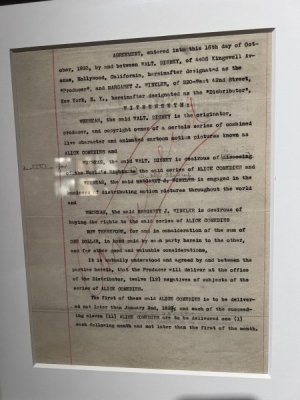 AGREEMENT, entered into this 16th day of Oct-
ober, 1923, by and between WALT. DISNEY, of 4406 Kingswell Av-
enue, Hollywood, California, hereinafter designated as the
"Producer", and MARGARET J. WINKLER, of 220-West 42nd Street,
New York, N. Y., hereinafter designated as the "Distributor",
W I T N E S S E T H :
WHEREAS, the said WALT. DISNEY is the originator,
producer, and copyright owner of a certain series of combined
live character and animated cartoon motion pictures known as
ALICE COMEDIES and
WHEREAS, the said WALT. DISNEY is desirous of disposing
of the World's Rights to the said series of ALICE COMEDIES and
WHEREAS, the said MARGARET J. WINKLER is engaged in the
business of distributing motion pictures throughout the world
and
WHEREAS, the said MARGARET J. WINKLER is desirous of
buying the rights to the said series of ALICE COMEDIES
NOW THEREFORE, for and in consideration of the sum of
ONE DOLLAR, in hand paid by each party herein to the other,
and for other good and valuable considerations,
It is mutually understood and agreed by and between the
parties herein, that the Producer will deliver at the office
of the Distributor, twelve (12) negatives of subjects of the
series of ALICE COMEDIES.
The first of these said ALICE COMEDIES is to be deliver-
ed not later than January 2nd, and each of the succeed-
ing eleven (11) ALICE COMEDIES are to be delivered one (1)
each following month and not later than the first of the month.